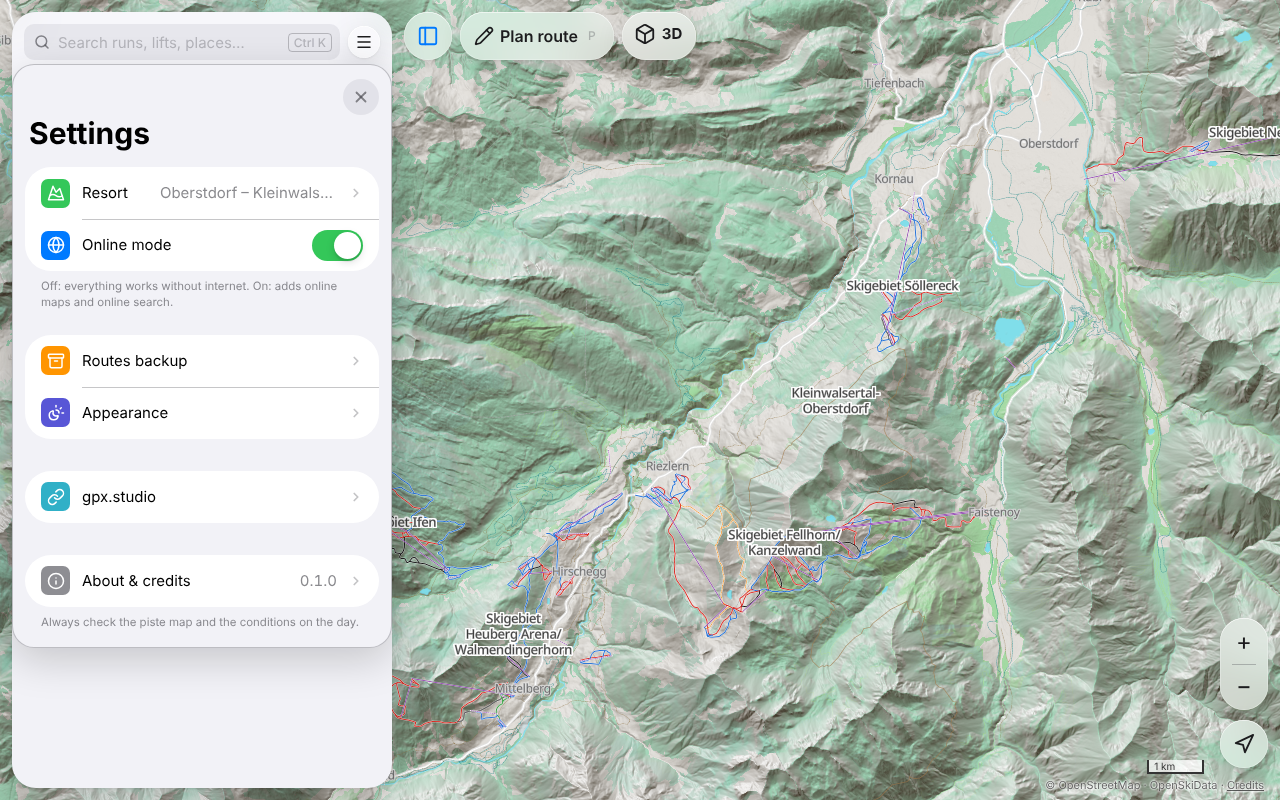 Search runs, lifts, places...
Ctrl K
Plan route P
3D
Settings
Resort Oberstdorf – Kleinwals...
Online mode
Off: everything works without internet. On: adds online
maps and online search.
Routes backup
Appearance
gpx.studio
About & credits 0.1.0
Always check the piste map and the conditions on the day.
Tiefenbach
Oberstdorf
Kornau
Skigebiet Söllereck
Kleinwalsertal-
Oberstdorf
Riezlern
Faistenoy
Skigebiet Fellhorn/
Kanzelwand
Hirschegg
Skigebiet
Heuberg Arena/
Walmendingerhorn
Mittelberg
Ifen
Skigebiet
+
−
1 km
© OpenStreetMap · OpenSkiData · Credits